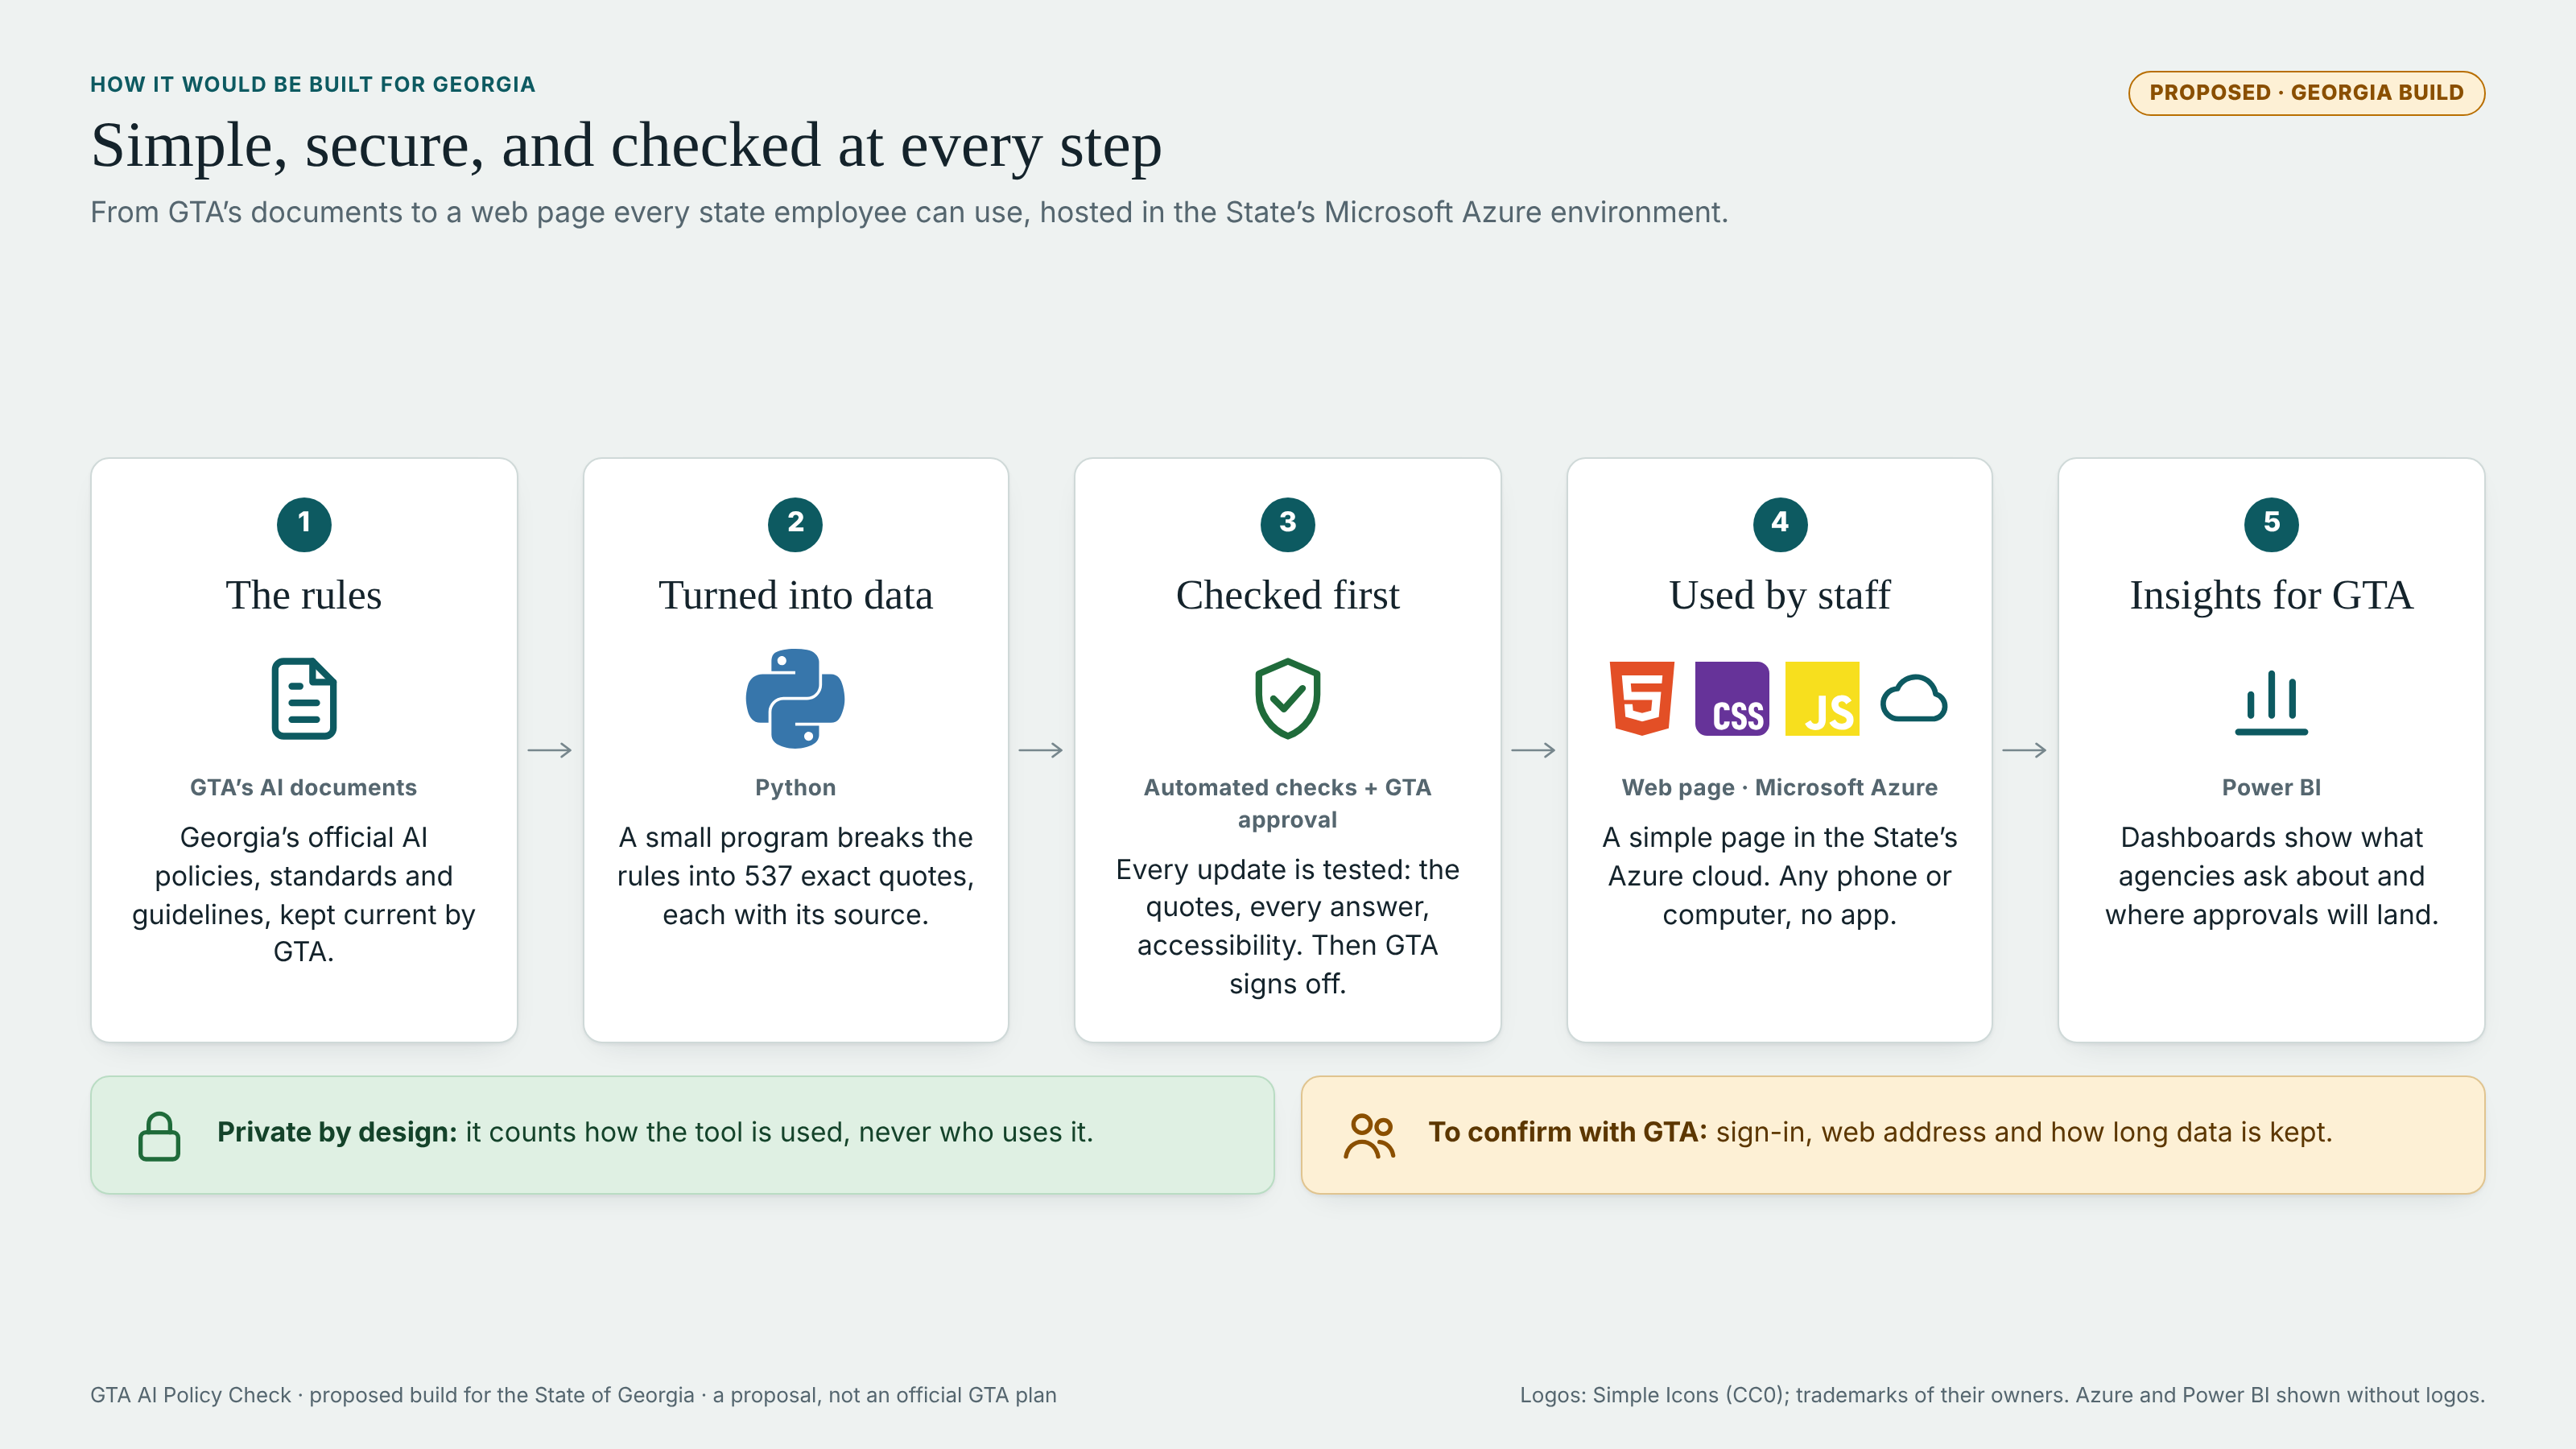 HOW IT WOULD BE BUILT FOR GEORGIA
PROPOSED · GEORGIA BUILD
Simple, secure, and checked at every step
From GTA’s documents to a web page every state employee can use, hosted in the State’s Microsoft Azure environment.
1
The rules
GTA’s AI documents
Georgia’s official AI
policies, standards and
guidelines, kept current by
GTA.
2
Turned into data
Python
A small program breaks the
rules into 537 exact quotes,
each with its source.
3
Checked first
Automated checks + GTA
approval
Every update is tested: the
quotes, every answer,
accessibility. Then GTA
signs off.
4
Used by staff
5
CSS
JS
Web page · Microsoft Azure
A simple page in the State’s
Azure cloud. Any phone or
computer, no app.
5
Insights for GTA
Power BI
Dashboards show what
agencies ask about and
where approvals will land.
Private by design: it counts how the tool is used, never who uses it.
To confirm with GTA: sign-in, web address and how long data is kept.
GTA AI Policy Check · proposed build for the State of Georgia · a proposal, not an official GTA plan
Logos: Simple Icons (CC0); trademarks of their owners. Azure and Power BI shown without logos.